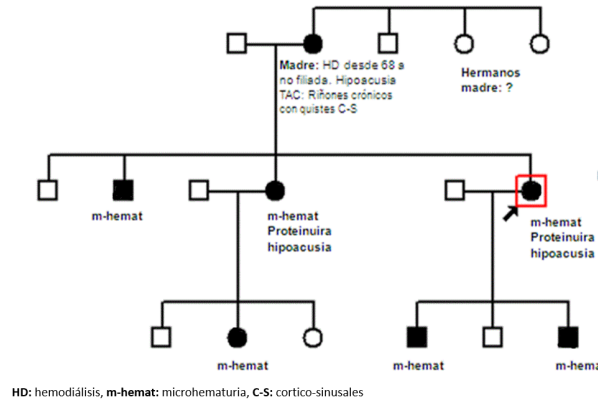 Madre: HD desde 68 a
no filiada. Hipoacusia
TAC: Riñones crónicos
con quistes C-S
Hermanos
madre: ?
m-hemat
m-hemat
Proteinuira
hipoacusia
m-hemat
Proteinuira
hipoacusia
m-hemat
m-hemat
m-hema
HD: hemodiálisis, m-hemat: microhematuria, C-S: cortico-sinusales